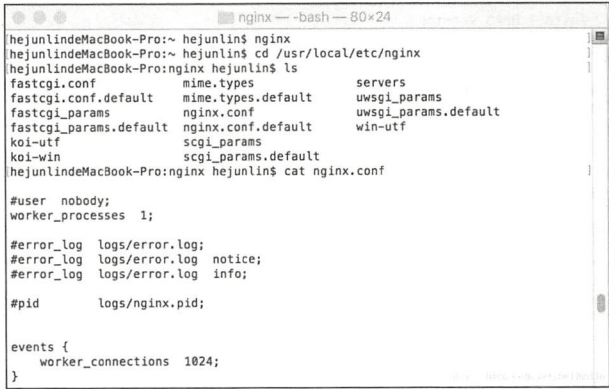 nginx — -bash — 80×24
hejunlindeMacBook-Pro:~ hejunlin$ nginx
hejunlindeMacBook-Pro:~ hejunlin$ cd /usr/local/etc/nginx
hejunlindeMacBook-Pro:nginx hejunlin$ ls
fastcgi.conf            mime.types              servers
fastcgi.conf.default    mime.types.default      uwsgi_params
fastcgi_params          nginx.conf              uwsgi_params.default
fastcgi_params.default  nginx.conf.default      win-utf
koi-utf                 scgi_params
koi-win                 scgi_params.default
hejunlindeMacBook-Pro:nginx hejunlin$ cat nginx.conf
#user  nobody;
worker_processes  1;
#error_log  logs/error.log;
#error_log  logs/error.log  notice;
#error_log  logs/error.log  info;
#pid        logs/nginx.pid;
events {
    worker_connections  1024;
}